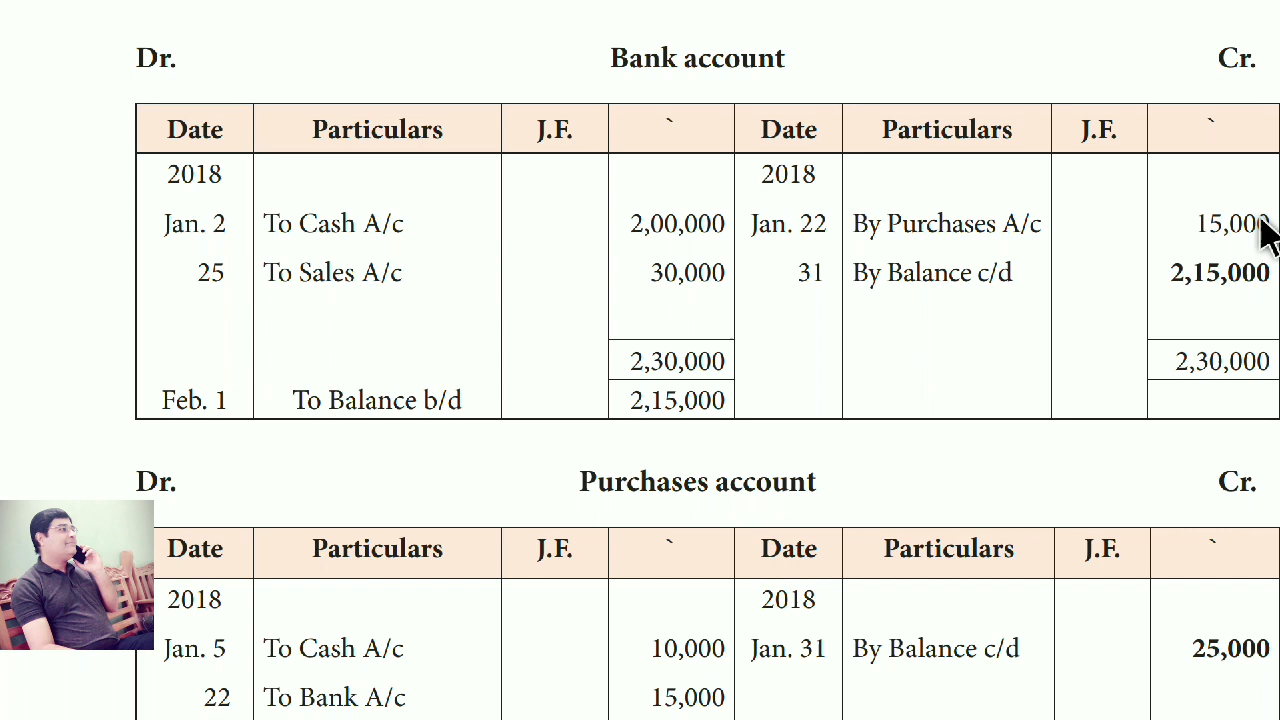 Dr. Bank account Cr.
Date Particulars J.F. ` Date Particulars J.F. `
2018 2018
Jan. 2 To Cash A/c 2,00,000 Jan. 22 By Purchases A/c 15,000
25 To Sales A/c 30,000 31 By Balance c/d 2,15,000
2,30,000 2,30,000
Feb. 1 To Balance b/d 2,15,000
Dr. Purchases account Cr.
Date Particulars J.F. ` Date Particulars J.F. `
2018 2018
Jan. 5 To Cash A/c 10,000 Jan. 31 By Balance c/d 25,000
22 To Bank A/c 15,000